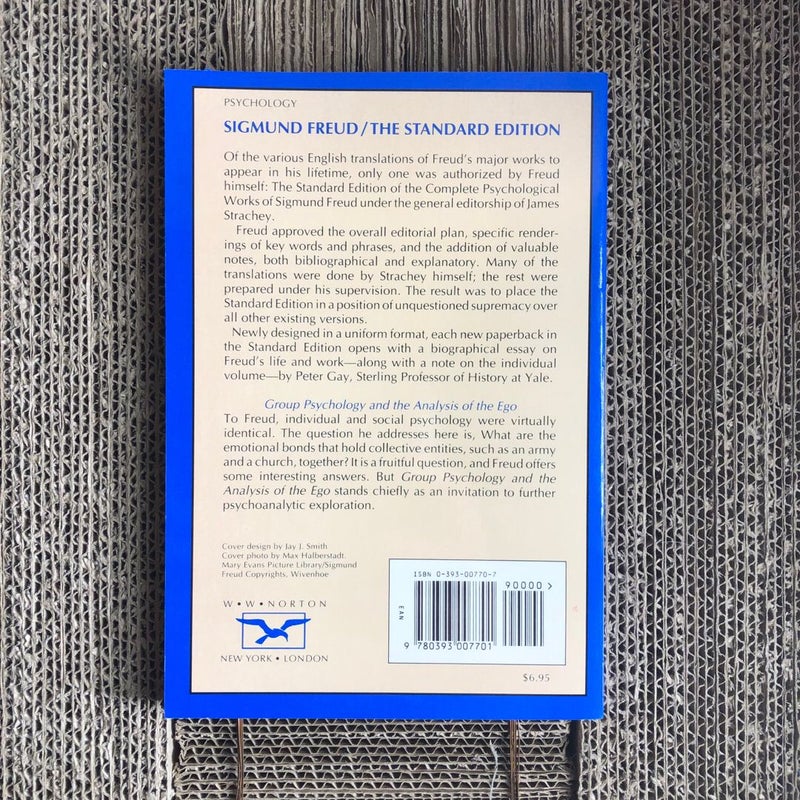 PSYCHOLOGY
SIGMUND FREUD / THE STANDARD EDITION
Of the various English translations of Freud's major works to
appear in his lifetime, only one was authorized by Freud
himself: The Standard Edition of the Complete Psychological
Works of Sigmund Freud under the general editorship of James
Strachey.
Freud approved the overall editorial plan, specific render-
ings of key words and phrases, and the addition of valuable
notes, both bibliographical and explanatory. Many of the
translations were done by Strachey himself; the rest were
prepared under his supervision. The result was to place the
Standard Edition in a position of unquestioned supremacy over
all other existing versions.
Newly designed in a uniform format, each new paperback in
the Standard Edition opens with a biographical essay on
Freud's life and work—along with a note on the individual
volume—by Peter Gay, Sterling Professor of History at Yale.
Group Psychology and the Analysis of the Ego
To Freud, individual and social psychology were virtually
identical. The question he addresses here is, What are the
emotional bonds that hold collective entities, such as an army
and a church, together? It is a fruitful question, and Freud offers
some interesting answers. But Group Psychology and the
Analysis of the Ego stands chiefly as an invitation to further
psychoanalytic exploration.
Cover design by Jay J. Smith
Cover photo by Max Halberstadt.
Mary Evans Picture Library/Sigmund
Freud Copyrights, Wivenhoe
W • W • NORTON
NEW YORK • LONDON
ISBN 0-393-00770-7
90000 >
EAN
9 780393 007701
$6.95